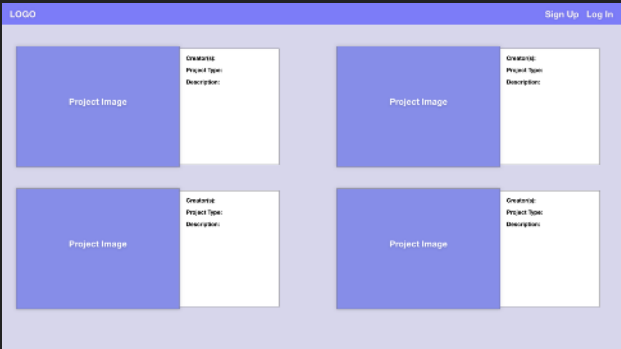 LOGO
Sign Up Log In
Project Image
Creator(s):
Project Type:
Description:
Project Image
Creator(s):
Project Type:
Description:
Project Image
Creator(s):
Project Type:
Description:
Project Image
Creator(s):
Project Type:
Description: